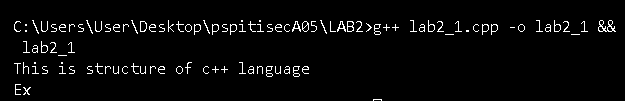 C:\Users\User\Desktop\pspitisecA05\LAB2>g++ lab2_1.cpp -o lab2_1 &&
lab2_1
This is structure of c++ language
Ex